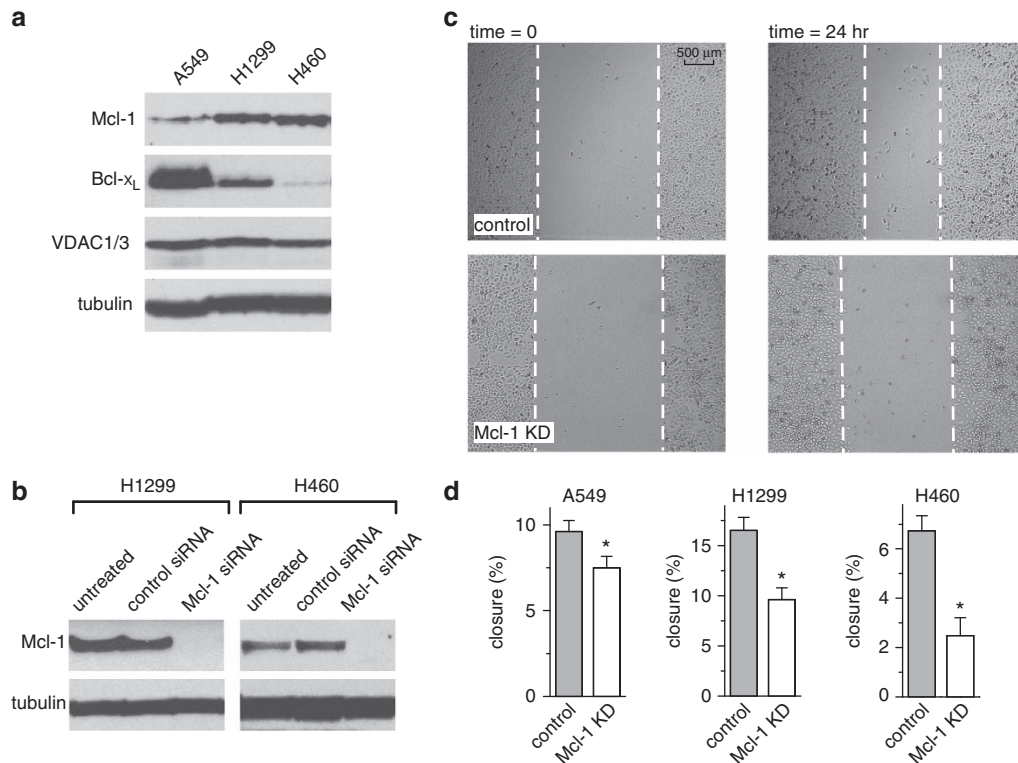 a
A549
H1299
H460
Mcl-1
Bcl-xL
VDAC1/3
tubulin
b
H1299
H460
untreated
control siRNA
Mcl-1 siRNA
untreated
control siRNA
Mcl-1 siRNA
Mcl-1
tubulin
c
time = 0
time = 24 hr
500 μm
control
Mcl-1 KD
d
A549
closure (%)
10
5
0
*
control
Mcl-1 KD
H1299
closure (%)
15
10
5
0
*
control
Mcl-1 KD
H460
closure (%)
6
4
2
0
*
control
Mcl-1 KD